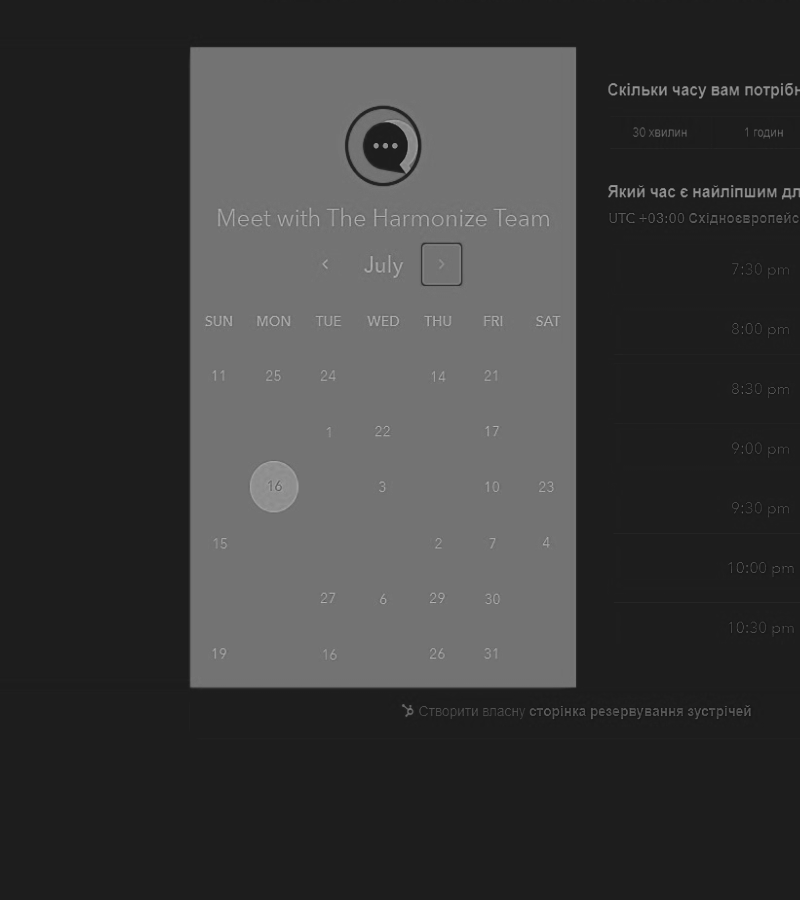 Скільки часу вам потрібн
30 хвилин 1 годин
Meet with The Harmonize Team
July
SUN MON TUE WED THU FRI SAT
11 25 24 14 21
1 22 17
16 3 10 23
15 2 7 4
27 6 29 30
19 16 26 31
Який час є найліпшим дл
UTC +03:00 Східноєвропейс
7:30 pm
8:00 pm
8:30 pm
9:00 pm
9:30 pm
10:00 pm
10:30 pm
Створити власну сторінка резервування зустрічей